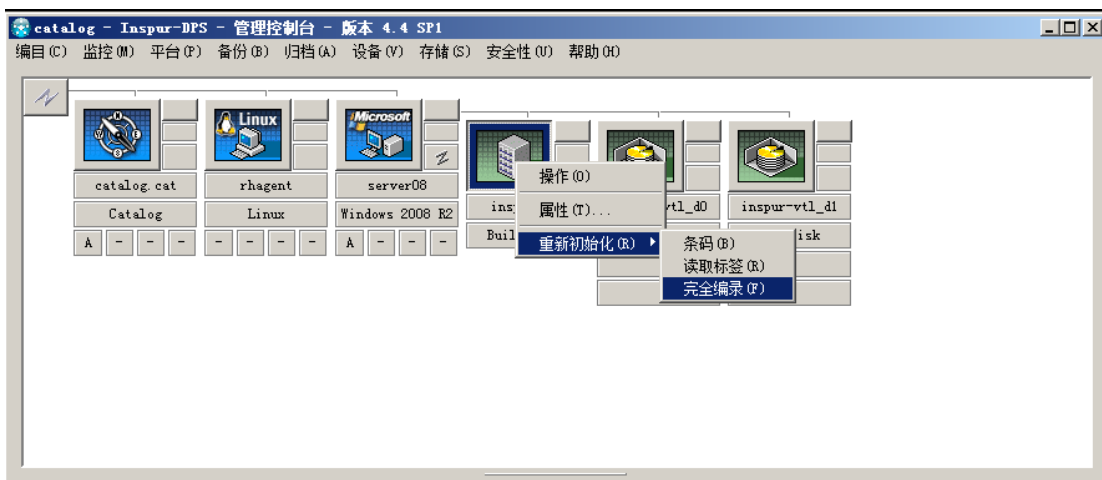 catalog - Inspur-DPS - 管理控制台 - 版本 4.4 SP1
编目(C) 监控(M) 平台(P) 备份(B) 归档(A) 设备(V) 存储(S) 安全性(U) 帮助(H)
Linux
Microsoft
catalog.cat rhagent server08 ins vtl_d0 inspur-vtl_d1
Catalog Linux Windows 2008 R2 Buil isk
A - - - - - - - A - - -
操作(O)
属性(T)...
重新初始化(R)
条码(B)
读取标签(R)
完全编录(F)